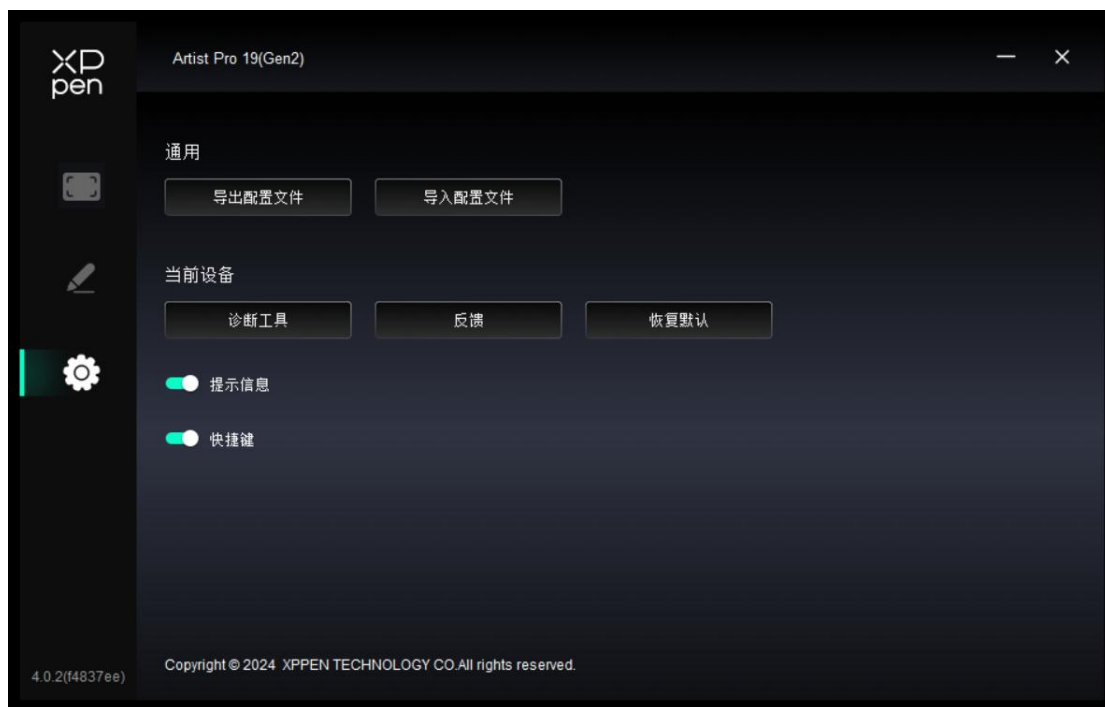 XP
pen
Artist Pro 19(Gen2)
通用
导出配置文件 导入配置文件
当前设备
诊断工具 反馈 恢复默认
提示信息
快捷键
Copyright © 2024 XPPEN TECHNOLOGY CO.All rights reserved.
4.0.2(f4837ee)